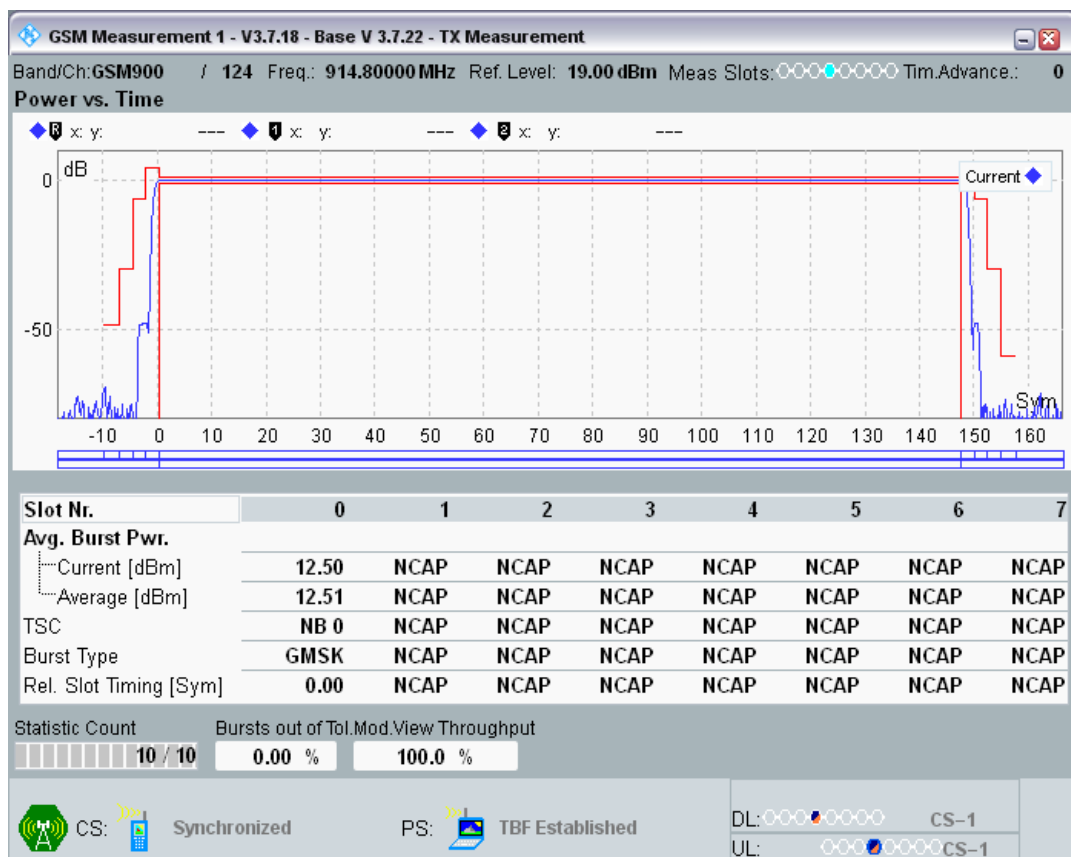 GSM Measurement 1 - V3.7.18 - Base V 3.7.22 - TX Measurement
Band/Ch:GSM900 / 124 Freq.: 914.80000 MHz Ref. Level: 19.00 dBm Meas Slots: Tim.Advance.: 0
Power vs. Time
R x: y: --- 1 x: y: --- 2 x: y: ---
dB
Current
0
-50
Sym
-10 0 10 20 30 40 50 60 70 80 90 100 110 120 130 140 150 160
Slot Nr. 0 1 2 3 4 5 6 7
Avg. Burst Pwr.
Current [dBm] 12.50 NCAP NCAP NCAP NCAP NCAP NCAP NCAP
Average [dBm] 12.51 NCAP NCAP NCAP NCAP NCAP NCAP NCAP
TSC NB 0 NCAP NCAP NCAP NCAP NCAP NCAP NCAP
Burst Type GMSK NCAP NCAP NCAP NCAP NCAP NCAP NCAP
Rel. Slot Timing [Sym] 0.00 NCAP NCAP NCAP NCAP NCAP NCAP NCAP
Statistic Count Bursts out of Tol.Mod.View Throughput
10 / 10 0.00 % 100.0 %
CS: Synchronized PS: TBF Established
DL: CS-1
UL: CS-1